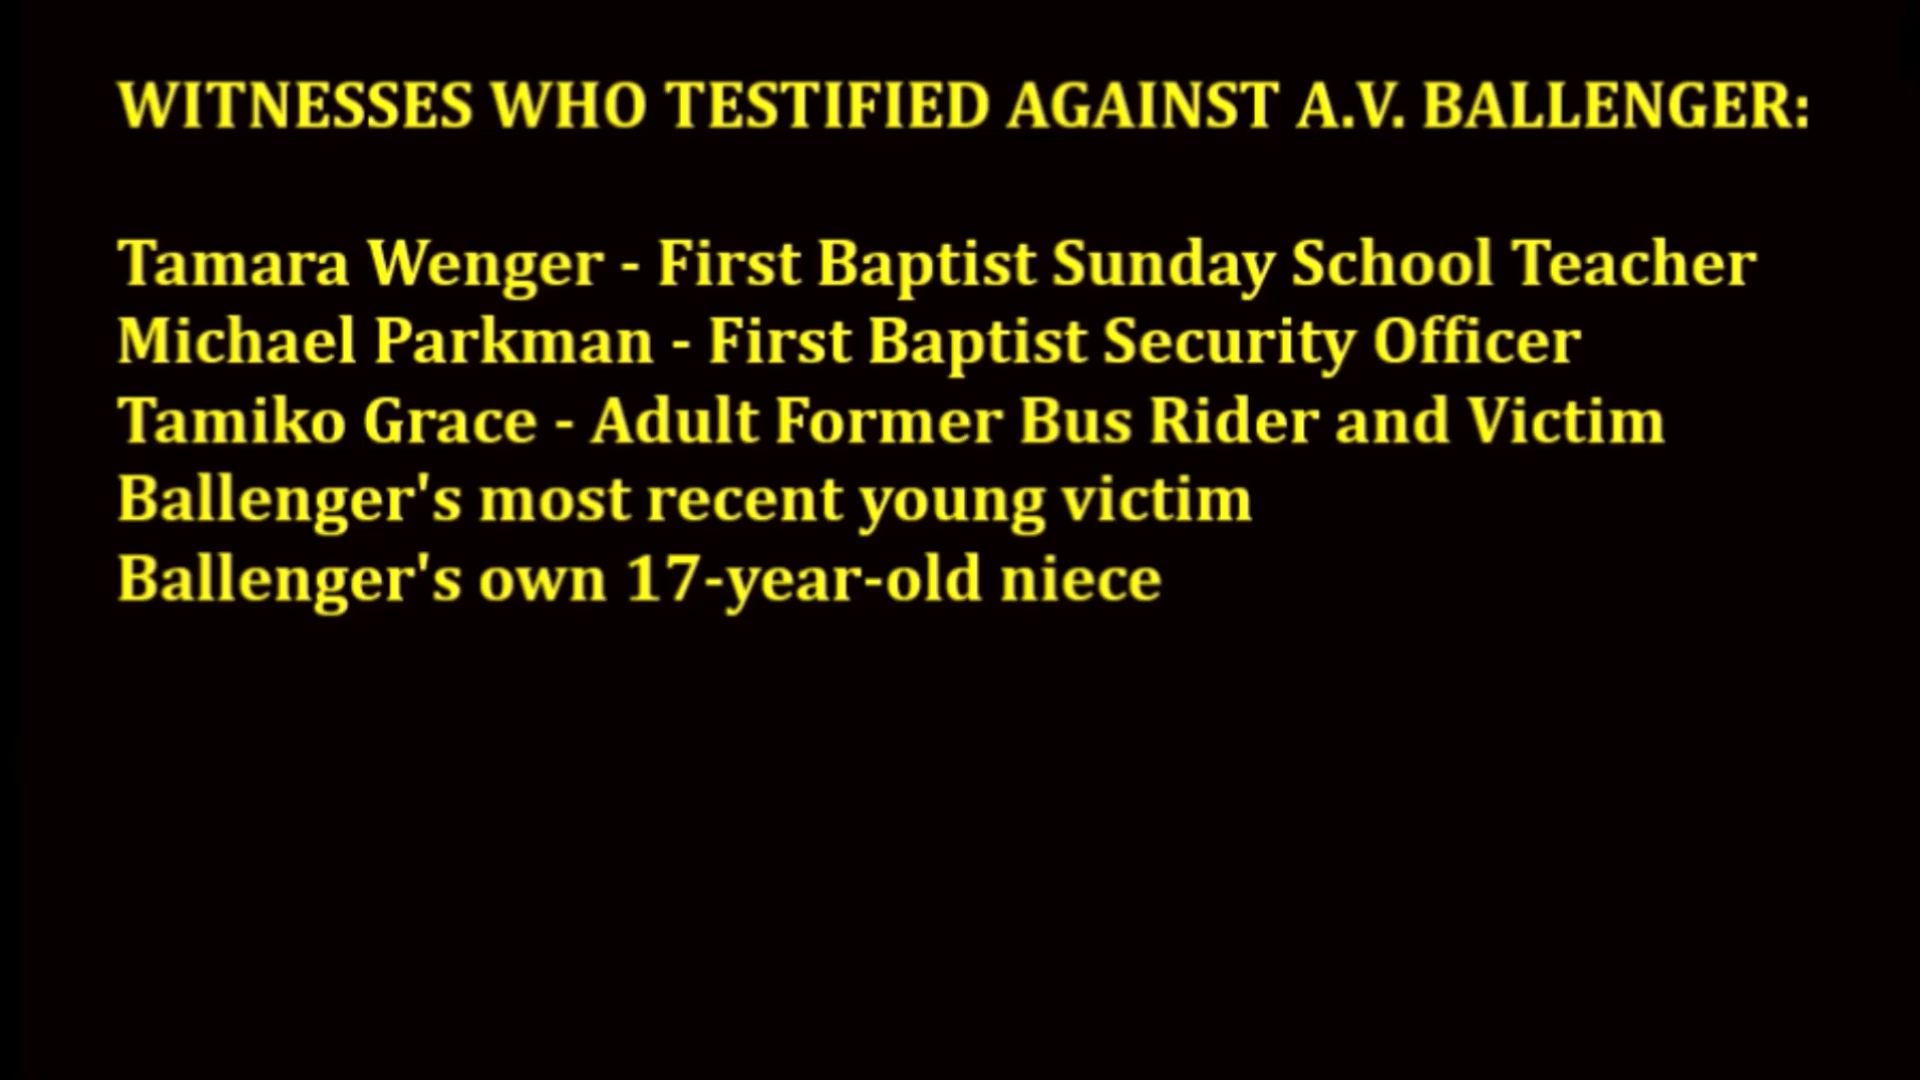 WITNESSES WHO TESTIFIED AGAINST A.V. BALLENGER:
Tamara Wenger - First Baptist Sunday School Teacher
Michael Parkman - First Baptist Security Officer
Tamiko Grace - Adult Former Bus Rider and Victim
Ballenger's most recent young victim
Ballenger's own 17-year-old niece